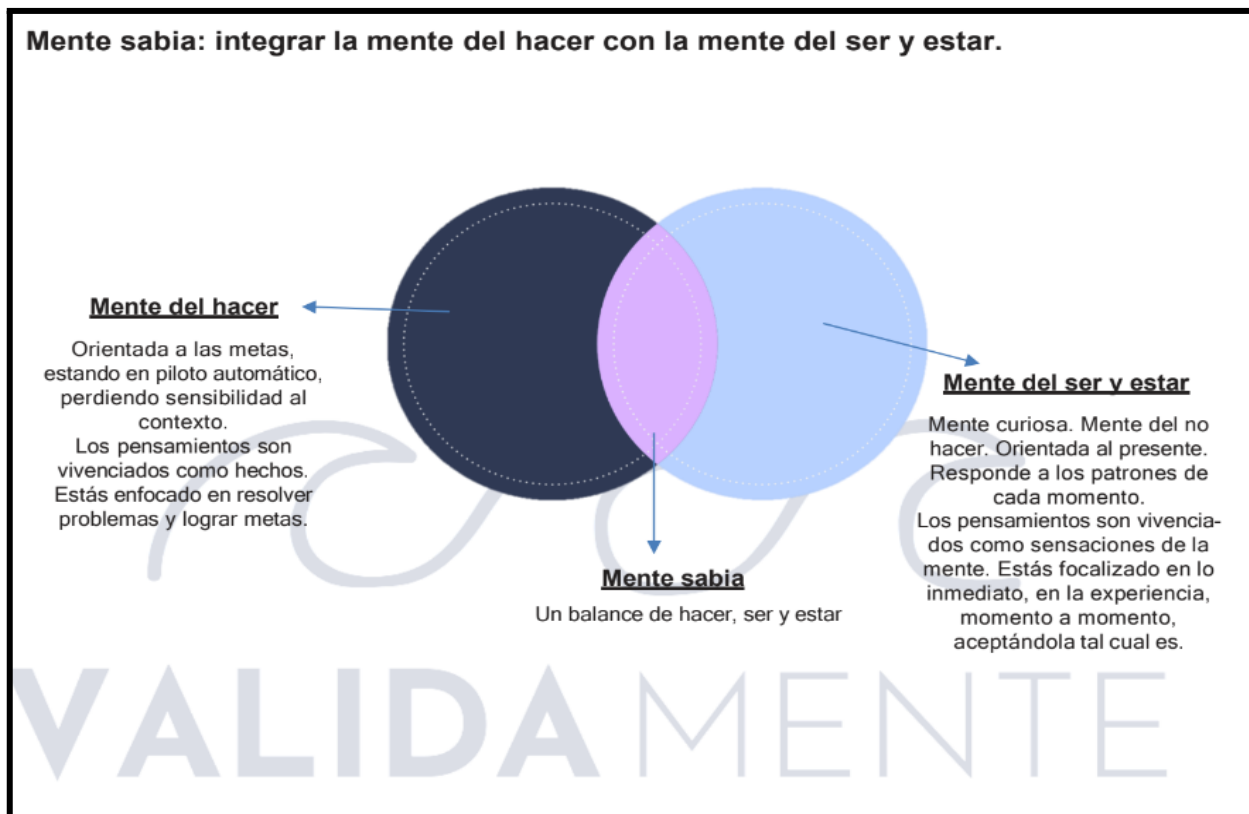 Mente sabia: integrar la mente del hacer con la mente del ser y estar.
Mente del hacer
Orientada a las metas,
estando en piloto automático,
perdiendo sensibilidad al
contexto.
Los pensamientos son
vivenciados como hechos.
Estás enfocado en resolver
problemas y lograr metas.
Mente del ser y estar
Mente curiosa. Mente del no
hacer. Orientada al presente.
Responde a los patrones de
cada momento.
Los pensamientos son vivencia-
dos como sensaciones de la
mente. Estás focalizado en lo
inmediato, en la experiencia,
momento a momento,
aceptándola tal cual es.
Mente sabia
Un balance de hacer, ser y estar
VALIDAMENTE